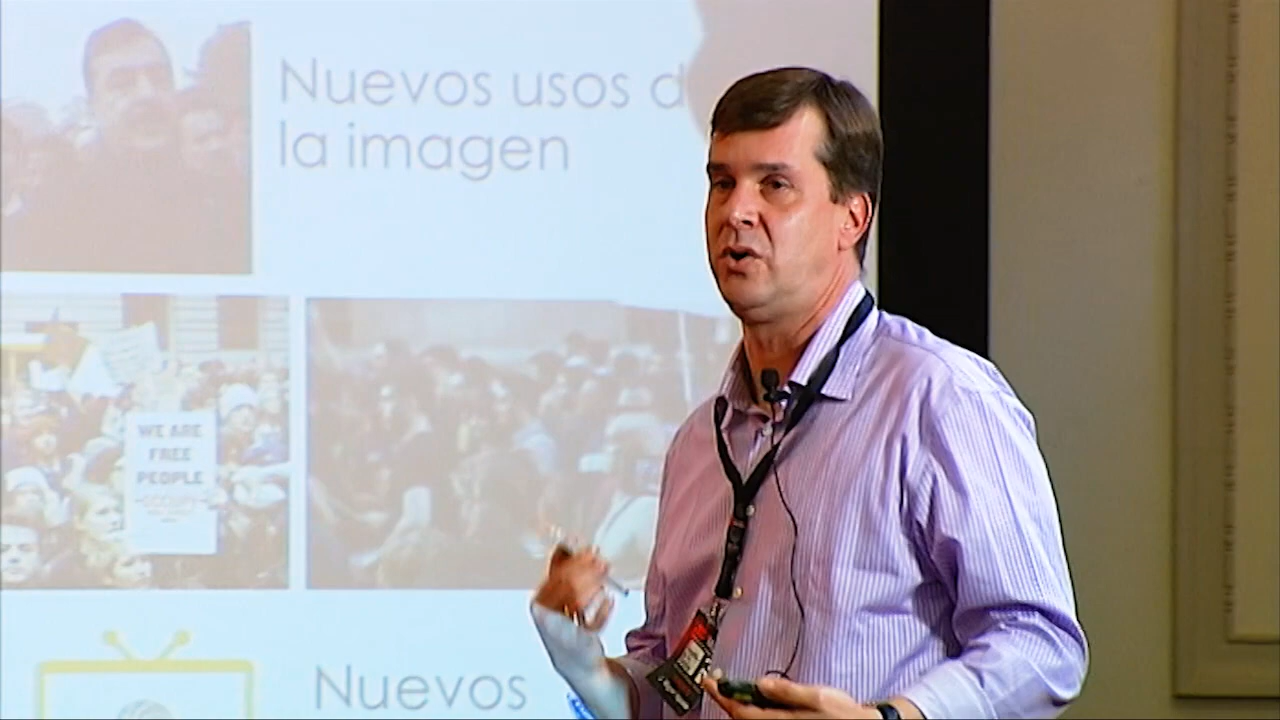 Nuevos usos d
la imagen
WE ARE
FREE
PEOPLE
Nuevos